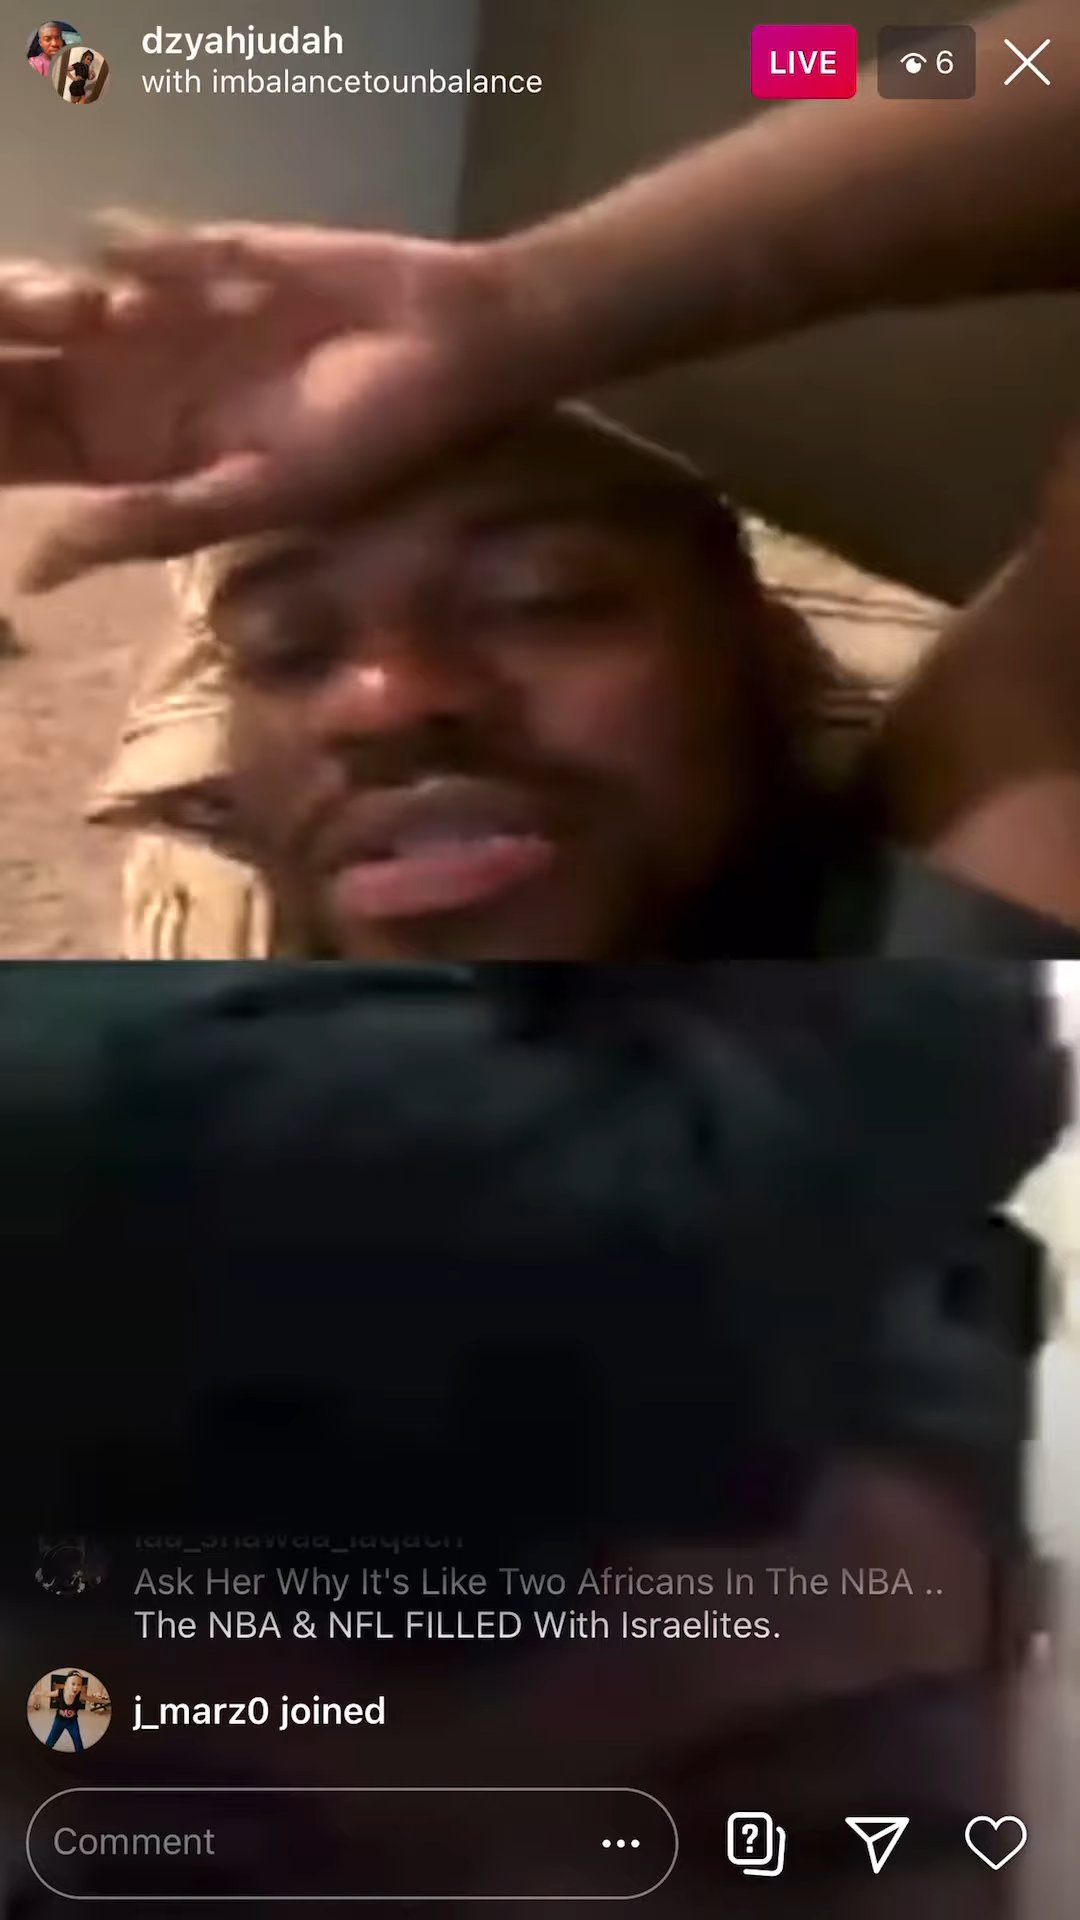 dzyahjudah
with imbalancetounbalance
LIVE
6
Ask Her Why It's Like Two Africans In The NBA ..
The NBA & NFL FILLED With Israelites.
j_marz0 joined
Comment